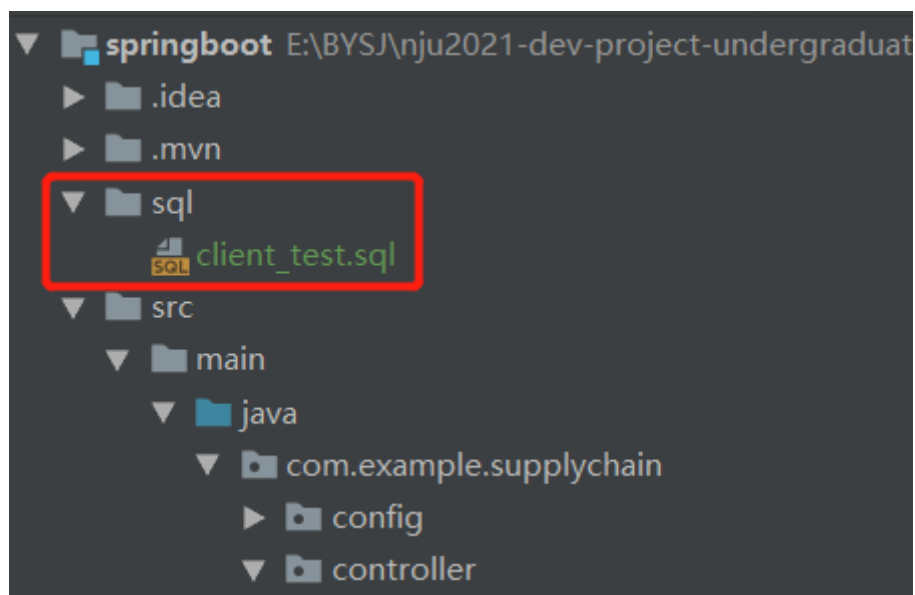 springboot E:\BYSJ\nju2021-dev-project-undergraduat
.idea
.mvn
sql
SQL client_test.sql
src
main
java
com.example.supplychain
config
controller